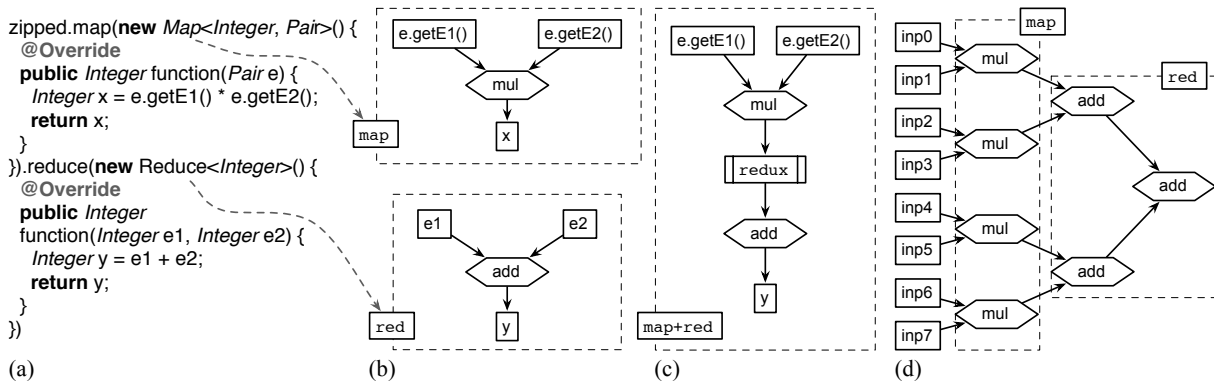 zipped.map(new Map<Integer, Pair>() {
@Override
public Integer function(Pair e) {
Integer x = e.getE1() * e.getE2();
return x;
}
}).reduce(new Reduce<Integer>() {
@Override
public Integer
function(Integer e1, Integer e2) {
Integer y = e1 + e2;
return y;
}
})
(a)
e.getE1() e.getE2()
mul
x
map
e1 e2
add
y
red
(b)
e.getE1() e.getE2()
mul
redux
add
y
map+red
(c)
map
red
inp0
inp1
inp2
inp3
inp4
inp5
inp6
inp7
mul
mul
mul
mul
add
add
add
(d)